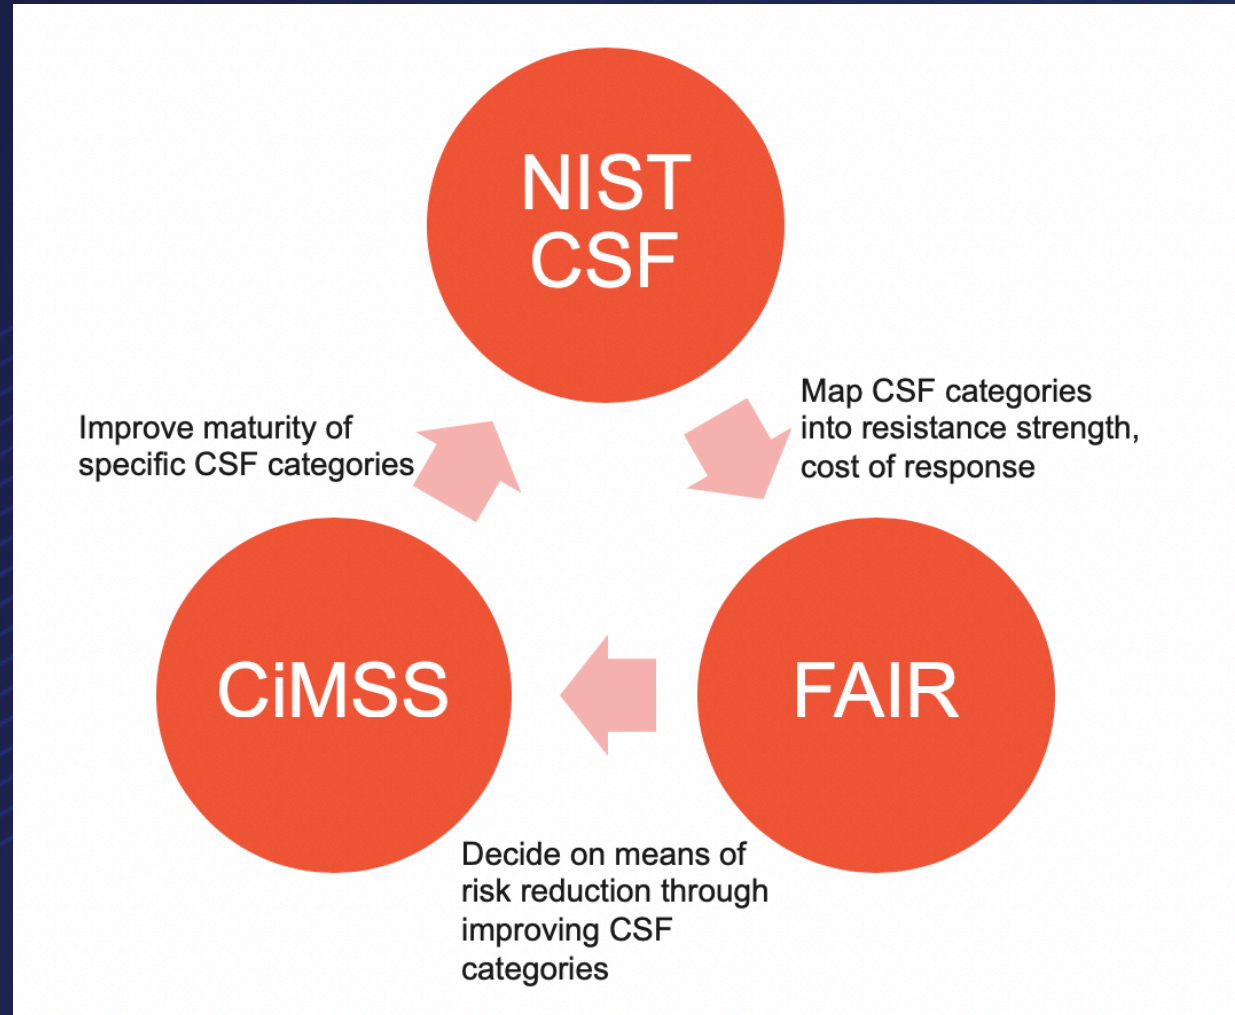 NIST
CSF
Map CSF categories
into resistance strength,
cost of response
Improve maturity of
specific CSF categories
CiMSS
FAIR
Decide on means of
risk reduction through
improving CSF
categories